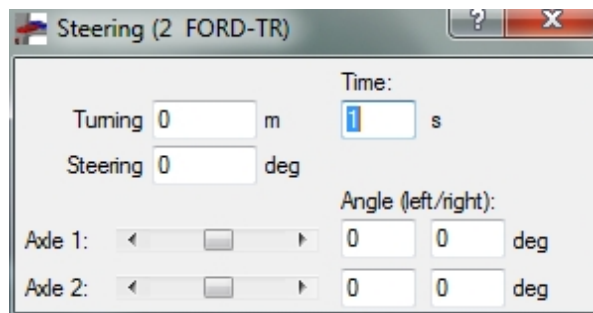 Steering (2 FORD-TR)
Time:
Turning 0 m 1 s
Steering 0 deg
Angle (left/right):
Axle 1: 0 0 deg
Axle 2: 0 0 deg